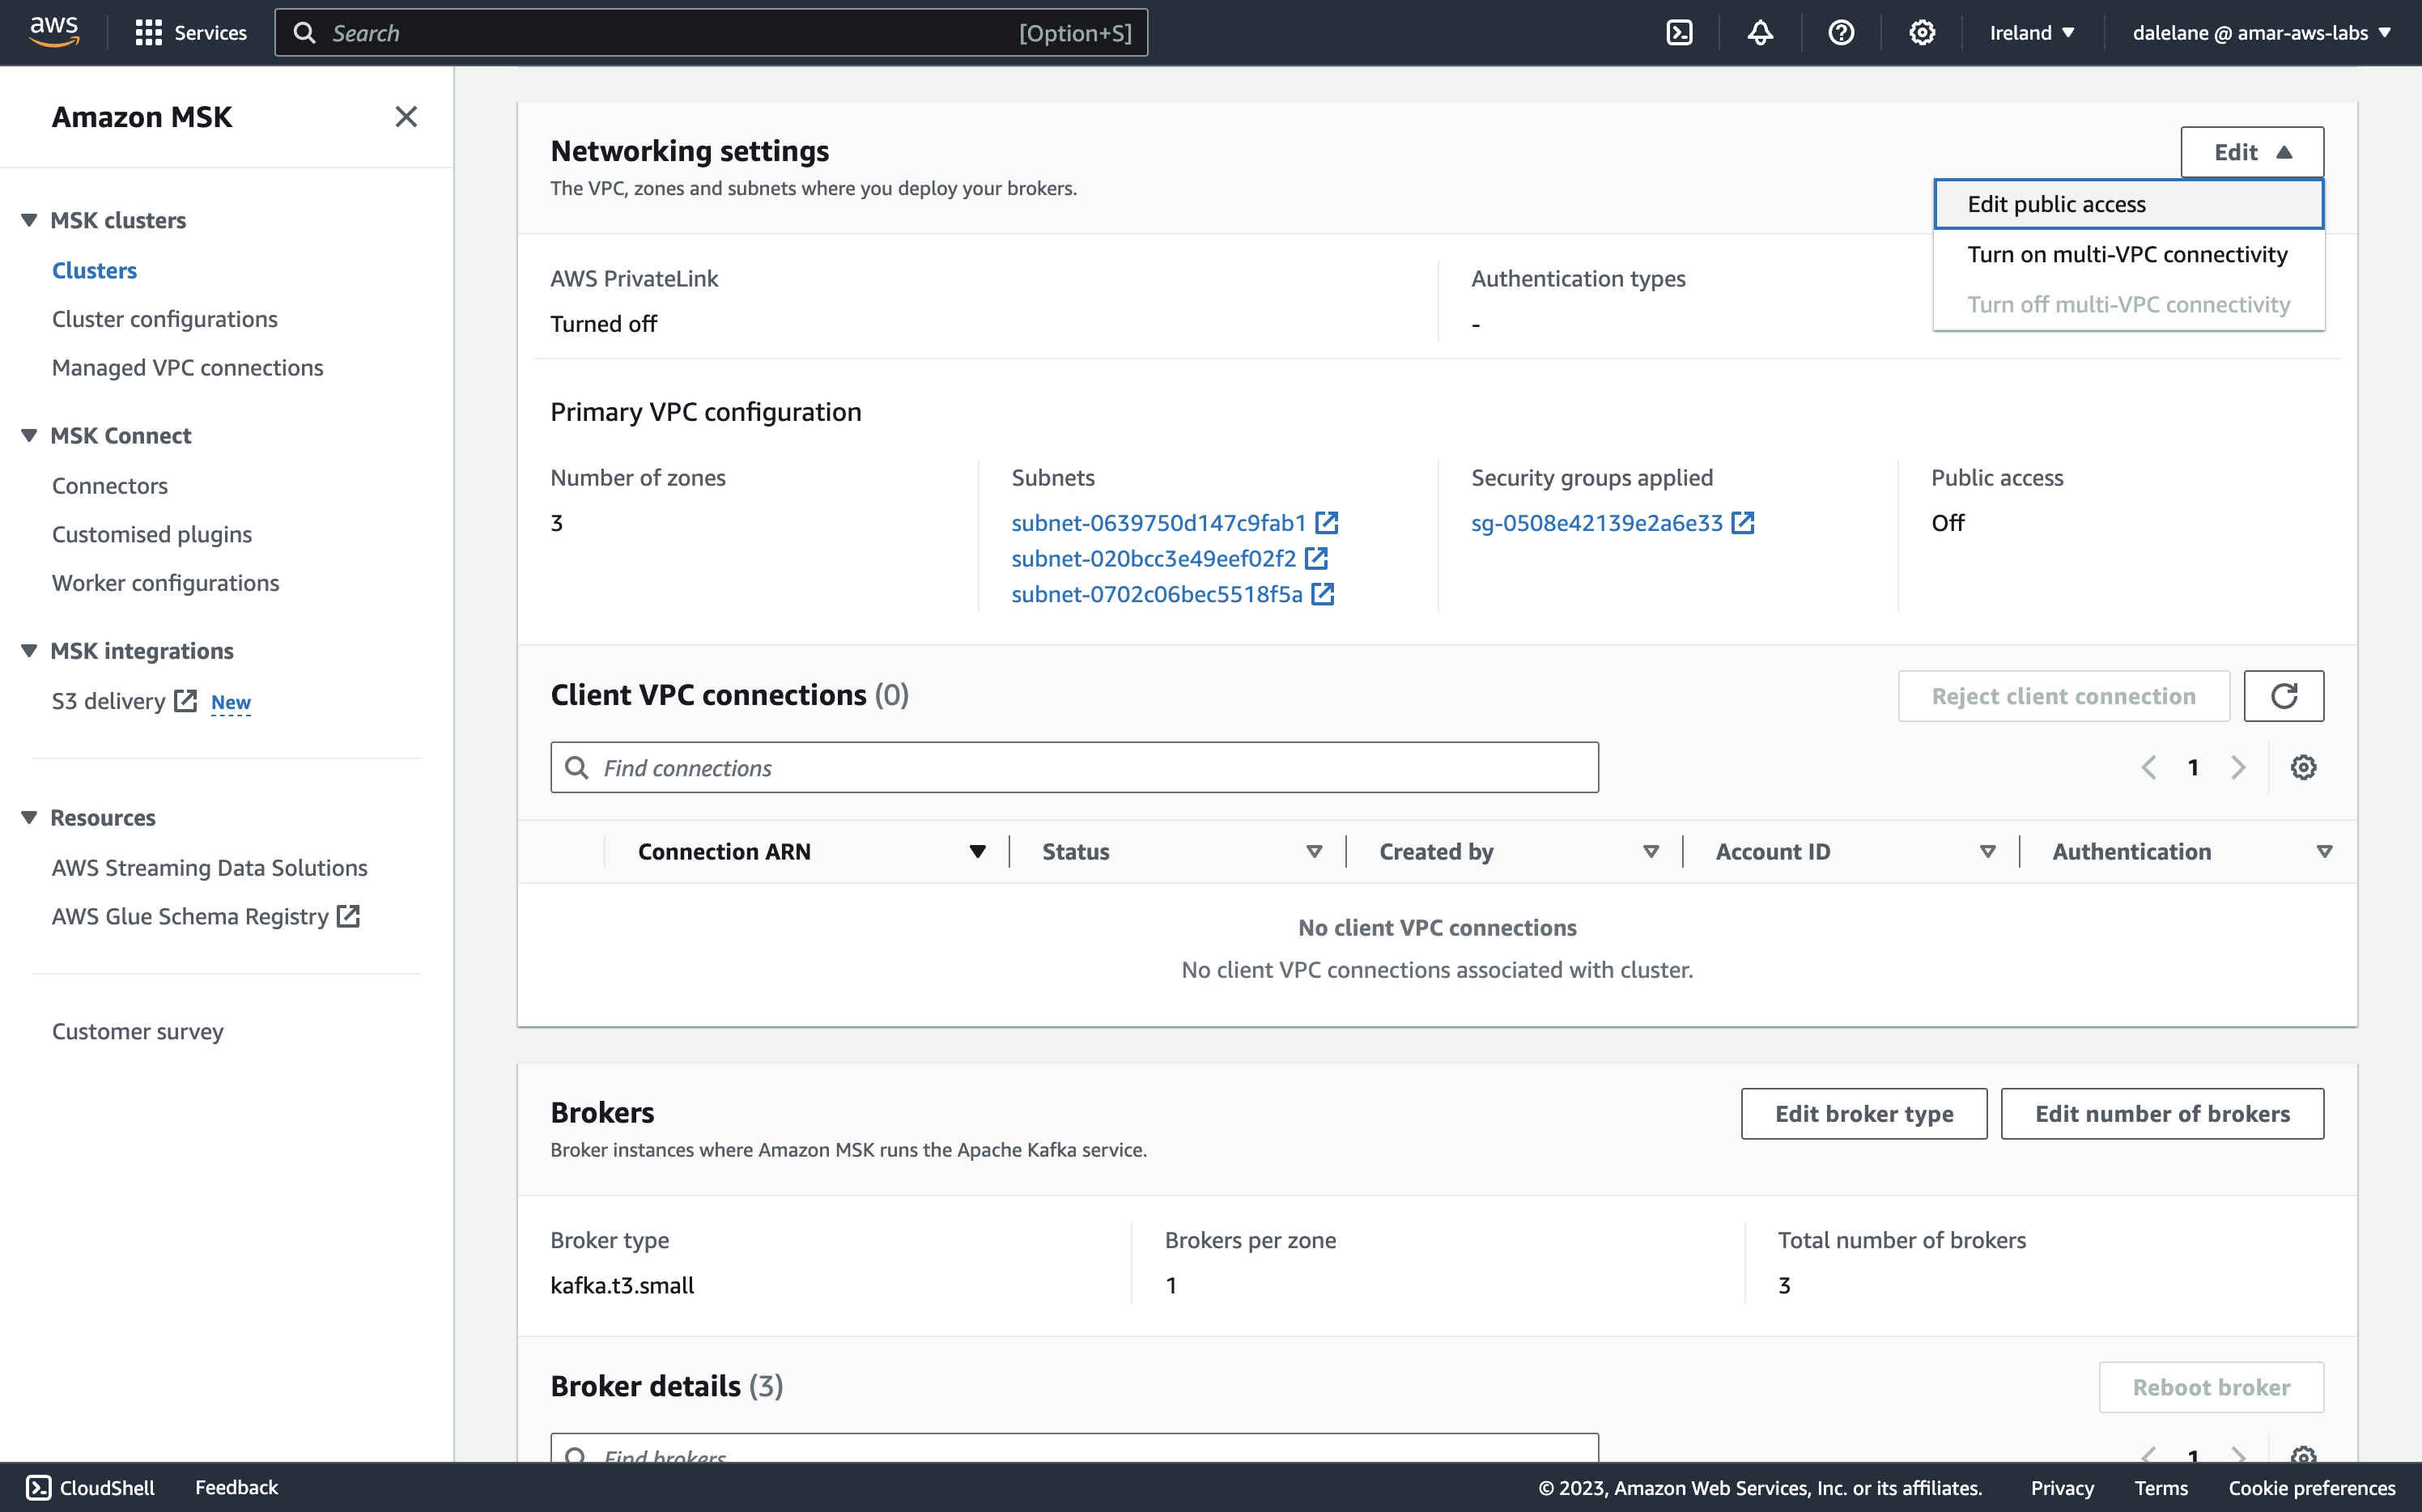 aws
Services
Search
[Option+S]
Ireland
dalelane @ amar-aws-labs
Amazon MSK
MSK clusters
Clusters
Cluster configurations
Managed VPC connections
MSK Connect
Connectors
Customised plugins
Worker configurations
MSK integrations
S3 delivery New
Resources
AWS Streaming Data Solutions
AWS Glue Schema Registry
Customer survey
Networking settings
The VPC, zones and subnets where you deploy your brokers.
Edit
Edit public access
Turn on multi-VPC connectivity
Turn off multi-VPC connectivity
AWS PrivateLink
Turned off
Authentication types
-
Primary VPC configuration
Number of zones
3
Subnets
subnet-0639750d147c9fab1
subnet-020bcc3e49eef02f2
subnet-0702c06bec5518f5a
Security groups applied
sg-0508e42139e2a6e33
Public access
Off
Client VPC connections (0)
Reject client connection
Find connections
1
Connection ARN
Status
Created by
Account ID
Authentication
No client VPC connections
No client VPC connections associated with cluster.
Brokers
Broker instances where Amazon MSK runs the Apache Kafka service.
Edit broker type
Edit number of brokers
Broker type
kafka.t3.small
Brokers per zone
1
Total number of brokers
3
Broker details (3)
Reboot broker
Find brokers
1
CloudShell
Feedback
© 2023, Amazon Web Services, Inc. or its affiliates.
Privacy
Terms
Cookie preferences